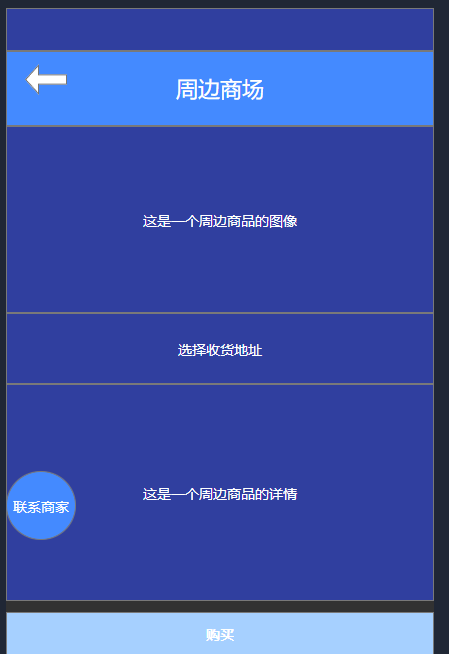 周边商场
这是一个周边商品的图像
选择收货地址
这是一个周边商品的详情
联系商家
购买